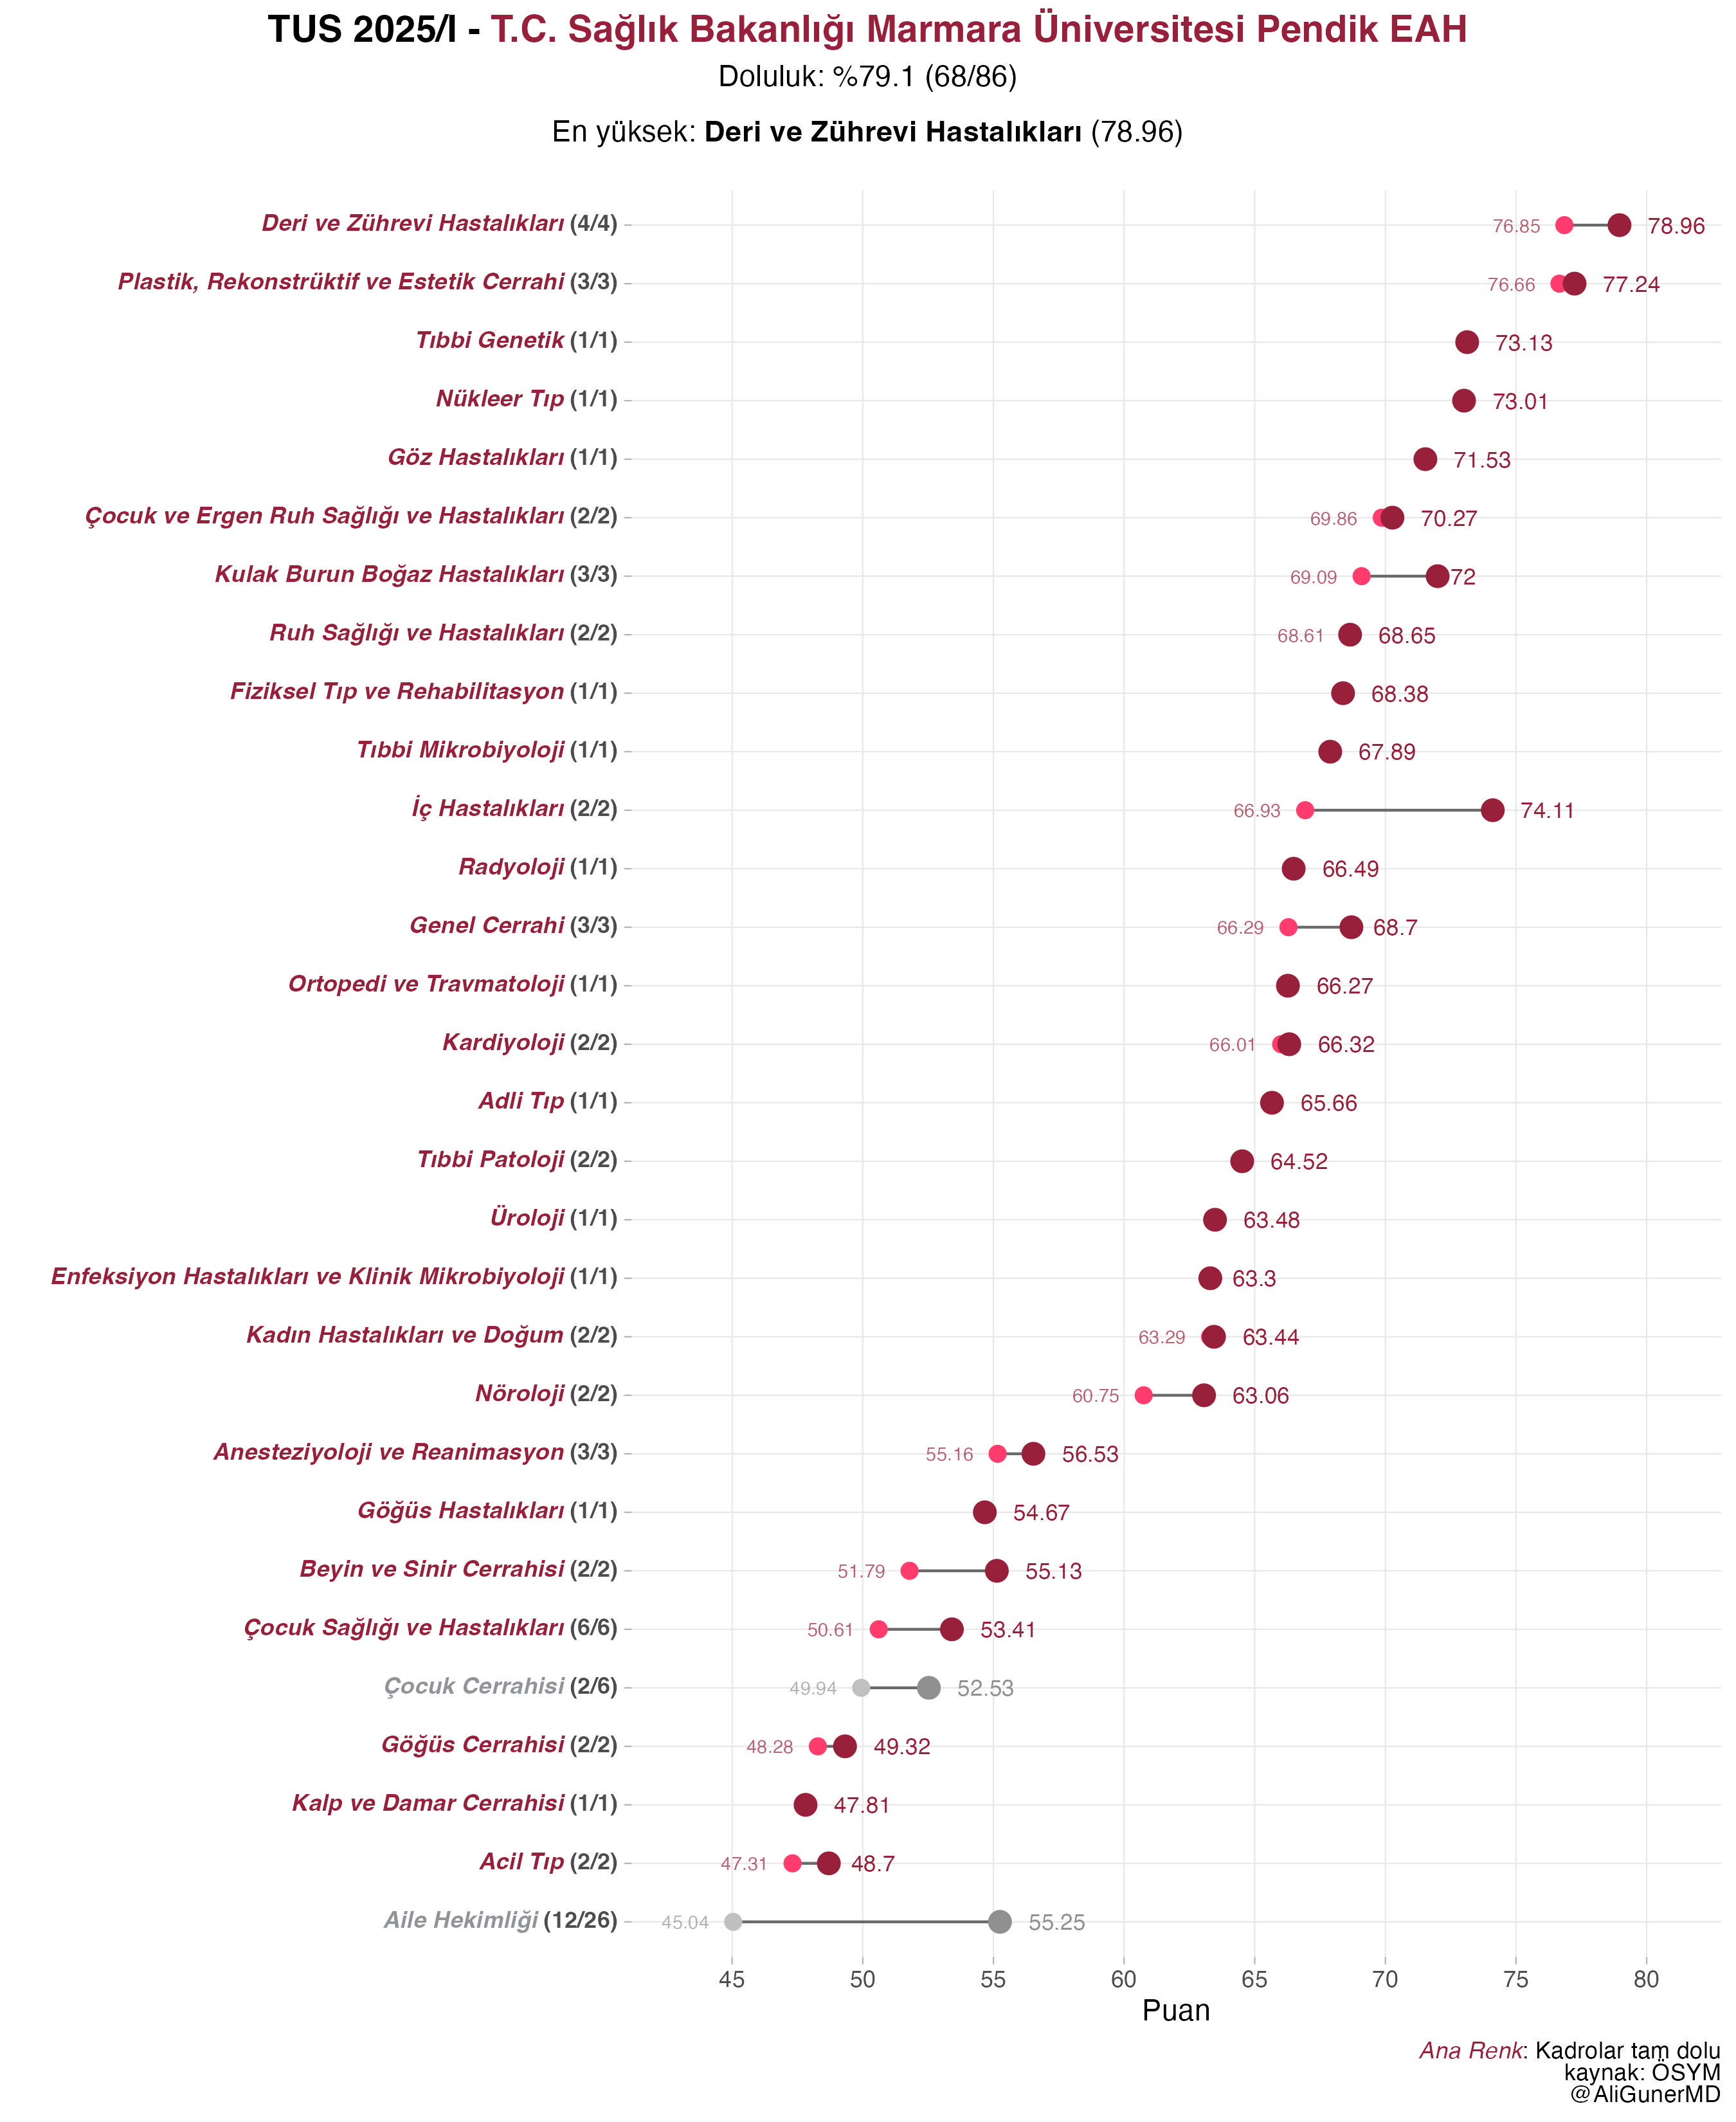 TUS 2025/I - T.C. Sağlık Bakanlığı Marmara Üniversitesi Pendik EAH
Doluluk: %79.1 (68/86)
En yüksek: Deri ve Zührevi Hastalıkları (78.96)
Deri ve Zührevi Hastalıkları (4/4) 76.85 78.96
Plastik, Rekonstrüktif ve Estetik Cerrahi (3/3) 76.66 77.24
Tıbbi Genetik (1/1) 73.13
Nükleer Tıp (1/1) 73.01
Göz Hastalıkları (1/1) 71.53
Çocuk ve Ergen Ruh Sağlığı ve Hastalıkları (2/2) 69.86 70.27
Kulak Burun Boğaz Hastalıkları (3/3) 69.09 72
Ruh Sağlığı ve Hastalıkları (2/2) 68.61 68.65
Fiziksel Tıp ve Rehabilitasyon (1/1) 68.38
Tıbbi Mikrobiyoloji (1/1) 67.89
İç Hastalıkları (2/2) 66.93 74.11
Radyoloji (1/1) 66.49
Genel Cerrahi (3/3) 66.29 68.7
Ortopedi ve Travmatoloji (1/1) 66.27
Kardiyoloji (2/2) 66.01 66.32
Adli Tıp (1/1) 65.66
Tıbbi Patoloji (2/2) 64.52
Üroloji (1/1) 63.48
Enfeksiyon Hastalıkları ve Klinik Mikrobiyoloji (1/1) 63.3
Kadın Hastalıkları ve Doğum (2/2) 63.29 63.44
Nöroloji (2/2) 60.75 63.06
Anesteziyoloji ve Reanimasyon (3/3) 55.16 56.53
Göğüs Hastalıkları (1/1) 54.67
Beyin ve Sinir Cerrahisi (2/2) 51.79 55.13
Çocuk Sağlığı ve Hastalıkları (6/6) 50.61 53.41
Çocuk Cerrahisi (2/6) 49.94 52.53
Göğüs Cerrahisi (2/2) 48.28 49.32
Kalp ve Damar Cerrahisi (1/1) 47.81
Acil Tıp (2/2) 47.31 48.7
Aile Hekimliği (12/26) 45.04 55.25
45 50 55 60 65 70 75 80
Puan
Ana Renk: Kadrolar tam dolu
kaynak: ÖSYM
@AliGunerMD